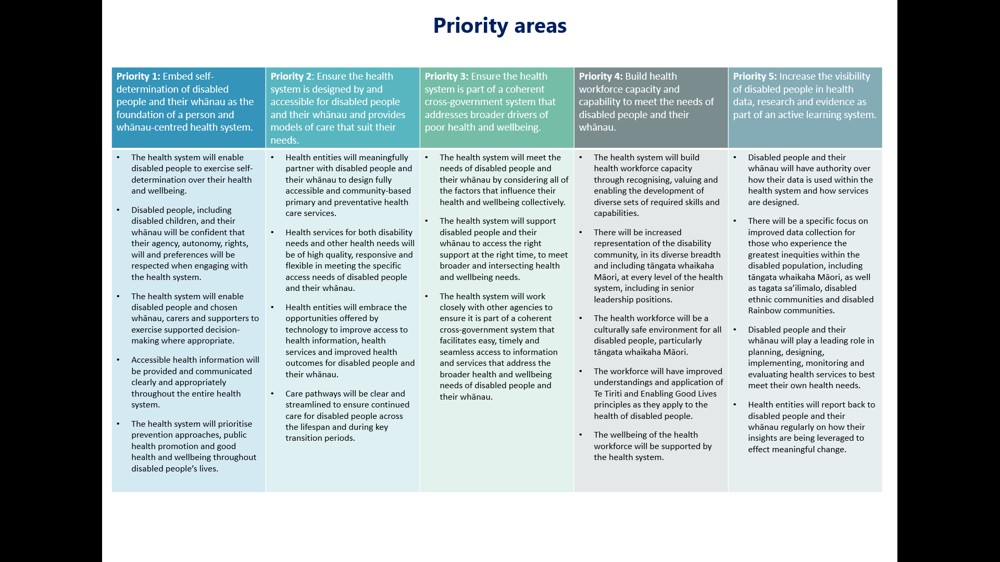 Priority areas
Priority 1: Embed self-
determination of disabled
people and their whānau as the
foundation of a person and
whānau-centred health system.
• The health system will enable
disabled people to exercise self-
determination over their health
and wellbeing.
• Disabled people, including
disabled children, and their
whānau will be confident that
their agency, autonomy, rights,
will and preferences will be
respected when engaging with
the health system.
• The health system will enable
disabled people and chosen
whānau, carers and supporters to
exercise supported decision-
making where appropriate.
• Accessible health information will
be provided and communicated
clearly and appropriately
throughout the entire health
system.
• The health system will prioritise
prevention approaches, public
health promotion and good
health and wellbeing throughout
disabled people’s lives.
Priority 2: Ensure the health
system is designed by and
accessible for disabled people
and their whānau and provides
models of care that suit their
needs.
• Health entities will meaningfully
partner with disabled people and
their whānau to design fully
accessible and community-based
primary and preventative health
care services.
• Health services for both disability
needs and other health needs will
be of high quality, responsive and
flexible in meeting the specific
access needs of disabled people
and their whānau.
• Health entities will embrace the
opportunities offered by
technology to improve access to
health information, health
services and improved health
outcomes for disabled people and
their whānau.
• Care pathways will be clear and
streamlined to ensure continued
care for disabled people across
the lifespan and during key
transition periods.
Priority 3: Ensure the health
system is part of a coherent
cross-government system that
addresses broader drivers of
poor health and wellbeing.
• The health system will meet the
needs of disabled people and
their whānau by considering all of
the factors that influence their
health and wellbeing collectively.
• The health system will support
disabled people and their
whānau to access the right
support at the right time, to meet
broader and intersecting health
and wellbeing needs.
• The health system will work
closely with other agencies to
ensure it is part of a coherent
cross-government system that
facilitates easy, timely and
seamless access to information
and services that address the
broader health and wellbeing
needs of disabled people and
their whānau.
Priority 4: Build health
workforce capacity and
capability to meet the needs of
disabled people and their
whānau.
• The health system will build
health workforce capacity
through recognising, valuing and
enabling the development of
diverse sets of required skills and
capabilities.
• There will be increased
representation of the disability
community, in its diverse breadth
and including tāngata whaikaha
Māori, at every level of the health
system, including in senior
leadership positions.
• The health workforce will be a
culturally safe environment for all
disabled people, particularly
tāngata whaikaha Māori.
• The workforce will have improved
understandings and application of
Te Tiriti and Enabling Good Lives
principles as they apply to the
health of disabled people.
• The wellbeing of the health
workforce will be supported by
the health system.
Priority 5: Increase the visibility
of disabled people in health
data, research and evidence as
part of an active learning system.
• Disabled people and their
whānau will have authority over
how their data is used within the
health system and how services
are designed.
• There will be a specific focus on
improved data collection for
those who experience the
greatest inequities within the
disabled population, including
tāngata whaikaha Māori, as well
as tagata sa’ilimalo, disabled
ethnic communities and disabled
Rainbow communities.
• Disabled people and their
whānau will play a leading role in
planning, designing,
implementing, monitoring and
evaluating health services to best
meet their own health needs.
• Health entities will report back to
disabled people and their
whānau regularly on how their
insights are being leveraged to
effect meaningful change.